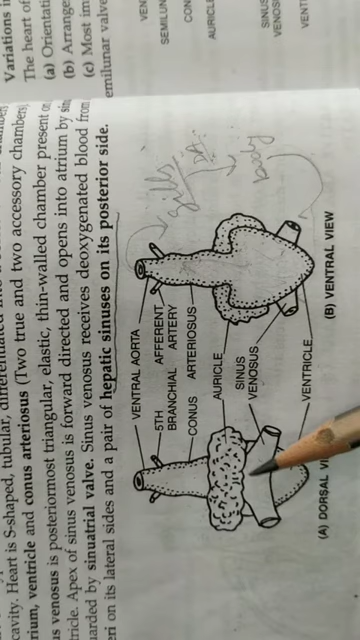 Variations i
The heart of
(a) Orientati
(b) Arrange
(c) Most im
emilunar valve
VEN
SEMILUN
CON
AURICLE
SINUS
VENOSUS
VENT
cavity. Heart is S-shaped, tubular, differentiated
rium, ventricle and conus arteriosus (Two true and two accessory chambers)
us venosus is posteriormost triangular, elastic, thin-walled chamber present on
tricle. Apex of sinus venosus is forward directed and opens into atrium by sin
uarded by sinuatrial valve. Sinus venosus receives deoxygenated blood from
eri on its lateral sides and a pair of hepatic sinuses on its posterior side.
gills
DA
body
VENTRAL AORTA
5TH AFFERENT
BRANCHIAL ARTERY
CONUS ARTERIOSUS
AURICLE
SINUS
VENOSUS
VENTRICLE
(A) DORSAL VI
(B) VENTRAL VIEW